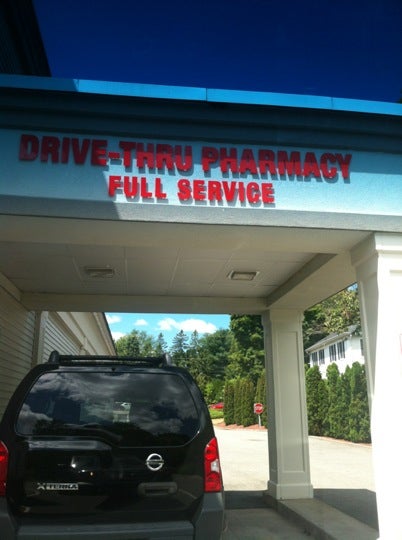 DRIVE-THRU PHARMACY
FULL SERVICE
XTERRA